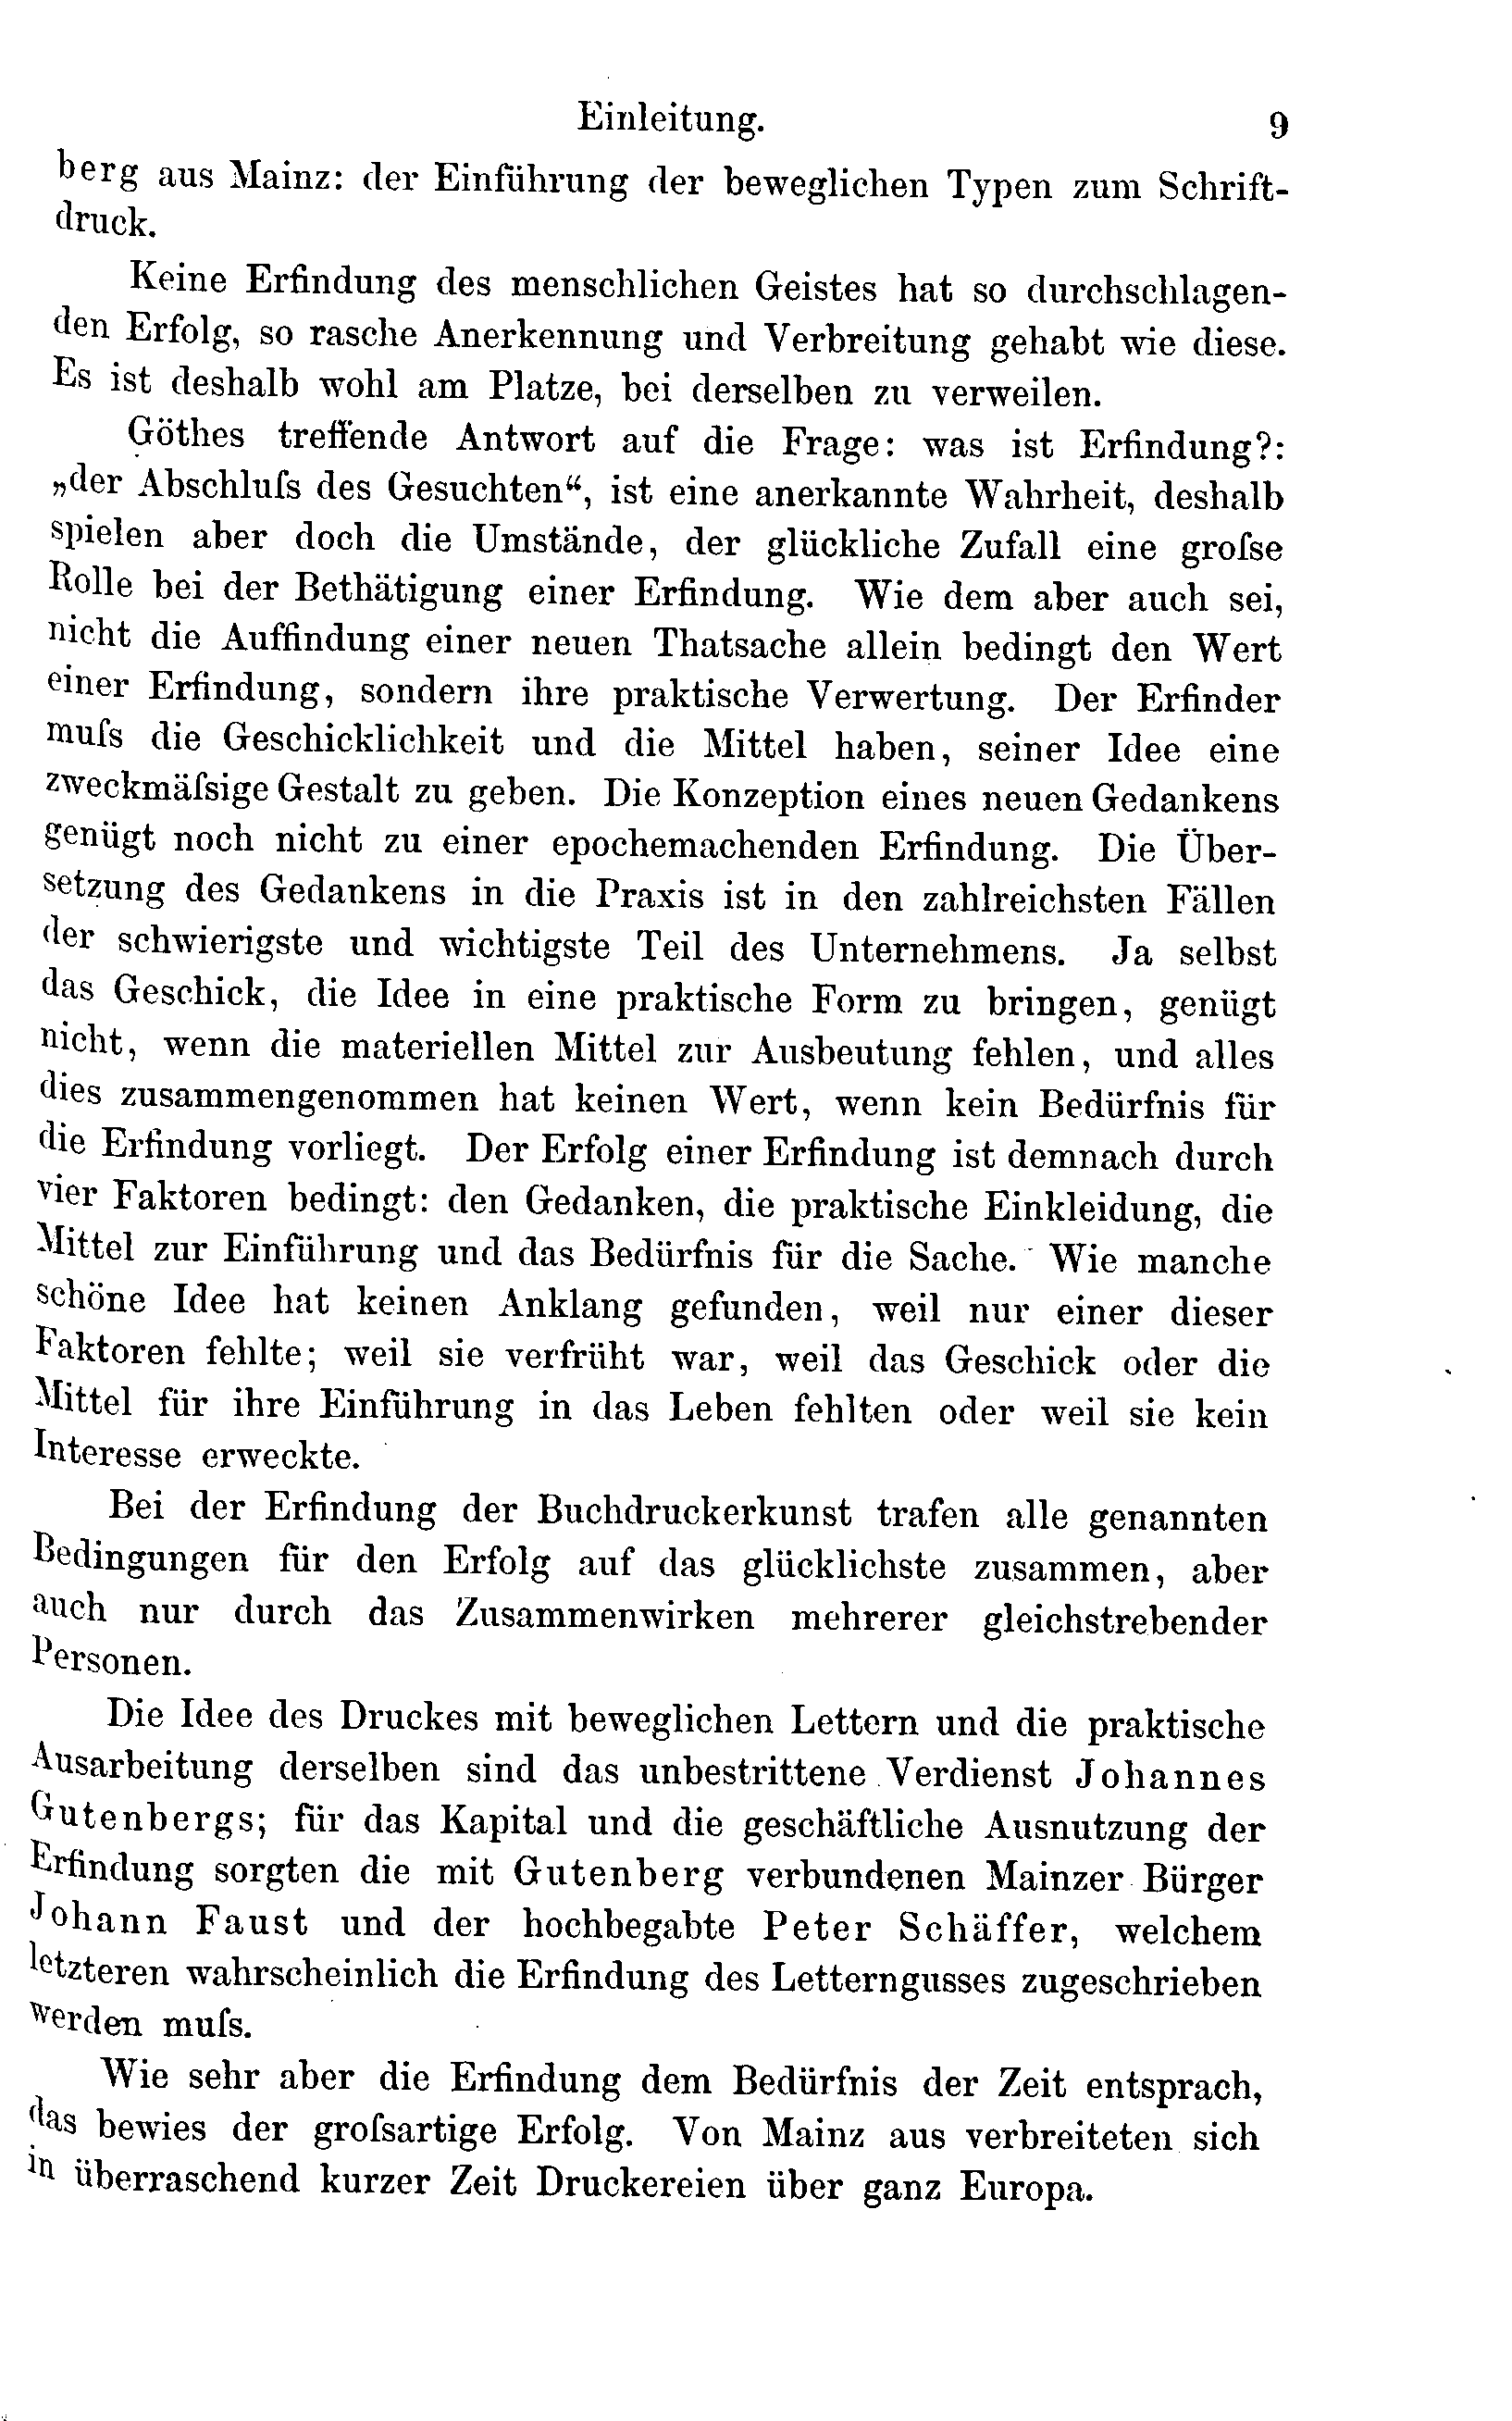 Einleitung. 9
berg aus Mainz: der Einführung der beweglichen Typen zum Schrift-
druck.
Keine Erfindung des menschlichen Geistes hat so durchschlagen-
den Erfolg, so rasche Anerkennung und Verbreitung gehabt wie diese.
Es ist deshalb wohl am Platze, bei derselben zu verweilen.
Göthes treffende Antwort auf die Frage: was ist Erfindung?:
„der Abschluſs des Gesuchten“, ist eine anerkannte Wahrheit, deshalb
spielen aber doch die Umstände, der glückliche Zufall eine groſse
Rolle bei der Bethätigung einer Erfindung. Wie dem aber auch sei,
nicht die Auffindung einer neuen Thatsache allein bedingt den Wert
einer Erfindung, sondern ihre praktische Verwertung. Der Erfinder
muſs die Geschicklichkeit und die Mittel haben, seiner Idee eine
zweckmäſsige Gestalt zu geben. Die Konzeption eines neuen Gedankens
genügt noch nicht zu einer epochemachenden Erfindung. Die Über-
setzung des Gedankens in die Praxis ist in den zahlreichsten Fällen
der schwierigste und wichtigste Teil des Unternehmens. Ja selbst
das Geschick, die Idee in eine praktische Form zu bringen, genügt
nicht, wenn die materiellen Mittel zur Ausbeutung fehlen, und alles
dies zusammengenommen hat keinen Wert, wenn kein Bedürfnis für
die Erfindung vorliegt. Der Erfolg einer Erfindung ist demnach durch
vier Faktoren bedingt: den Gedanken, die praktische Einkleidung, die
Mittel zur Einführung und das Bedürfnis für die Sache. Wie manche
schöne Idee hat keinen Anklang gefunden, weil nur einer dieser
Faktoren fehlte; weil sie verfrüht war, weil das Geschick oder die
Mittel für ihre Einführung in das Leben fehlten oder weil sie kein
Interesse erweckte.
Bei der Erfindung der Buchdruckerkunst trafen alle genannten
Bedingungen für den Erfolg auf das glücklichste zusammen, aber
auch nur durch das Zusammenwirken mehrerer gleichstrebender
Personen.
Die Idee des Druckes mit beweglichen Lettern und die praktische
Ausarbeitung derselben sind das unbestrittene Verdienst Johannes
Gutenbergs; für das Kapital und die geschäftliche Ausnutzung der
Erfindung sorgten die mit Gutenberg verbundenen Mainzer Bürger
Johann Faust und der hochbegabte Peter Schäffer, welchem
letzteren wahrscheinlich die Erfindung des Letterngusses zugeschrieben
werden muſs.
Wie sehr aber die Erfindung dem Bedürfnis der Zeit entsprach,
das bewies der groſsartige Erfolg. Von Mainz aus verbreiteten sich
in überraschend kurzer Zeit Druckereien über ganz Europa.